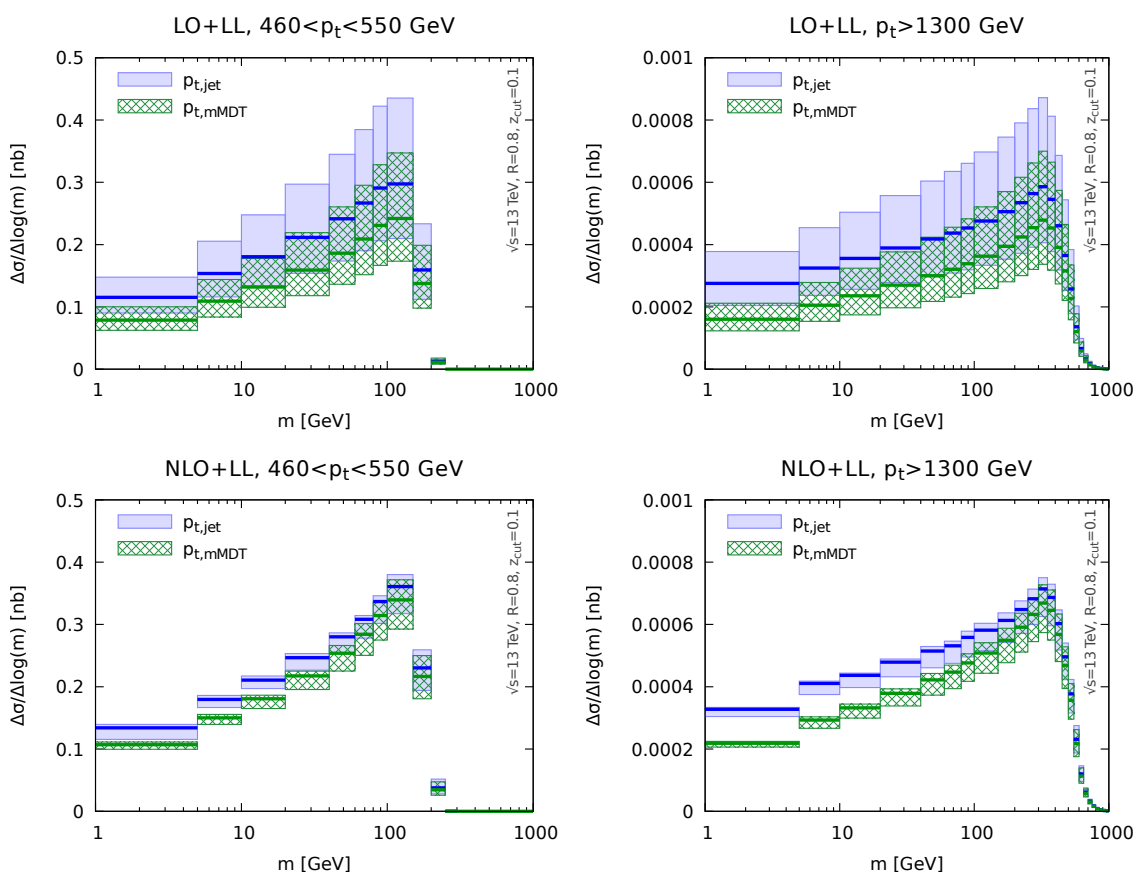 LO+LL, 460<pt<550 GeV
Δσ/Δlog(m) [nb]
0.5
0.4
0.3
0.2
0.1
0
pt,jet
pt,mMDT
√s=13 TeV, R=0.8, zcut=0.1
1 10 100 1000
m [GeV]
LO+LL, pt>1300 GeV
Δσ/Δlog(m) [nb]
0.001
0.0008
0.0006
0.0004
0.0002
0
pt,jet
pt,mMDT
√s=13 TeV, R=0.8, zcut=0.1
1 10 100 1000
m [GeV]
NLO+LL, 460<pt<550 GeV
Δσ/Δlog(m) [nb]
0.5
0.4
0.3
0.2
0.1
0
pt,jet
pt,mMDT
√s=13 TeV, R=0.8, zcut=0.1
1 10 100 1000
m [GeV]
NLO+LL, pt>1300 GeV
Δσ/Δlog(m) [nb]
0.001
0.0008
0.0006
0.0004
0.0002
0
pt,jet
pt,mMDT
√s=13 TeV, R=0.8, zcut=0.1
1 10 100 1000
m [GeV]